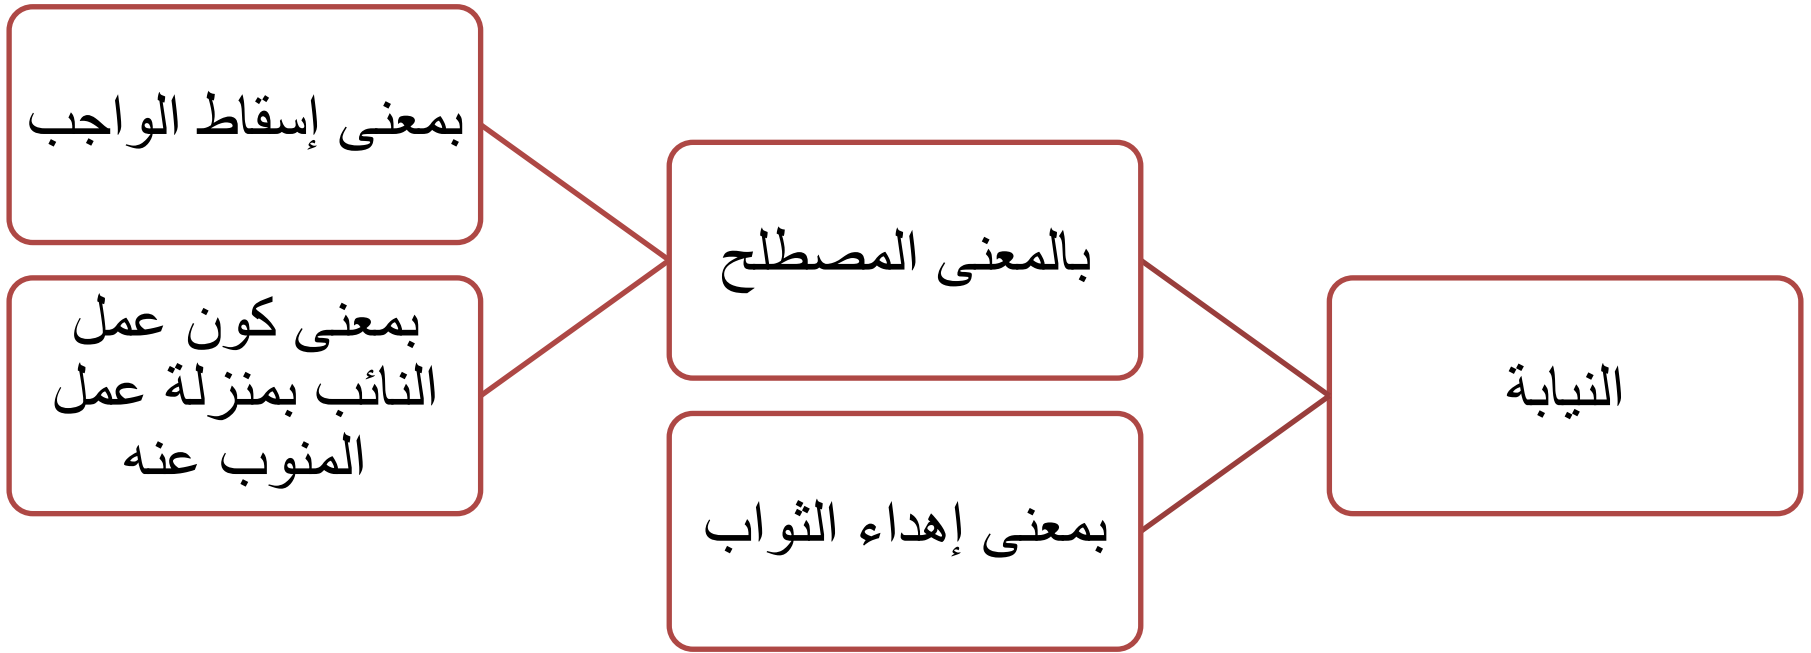 النيابة
بالمعنى المصطلح
بمعنى إسقاط الواجب
بمعنى كون عمل
النائب بمنزلة عمل
المنوب عنه
بمعنى إهداء الثواب